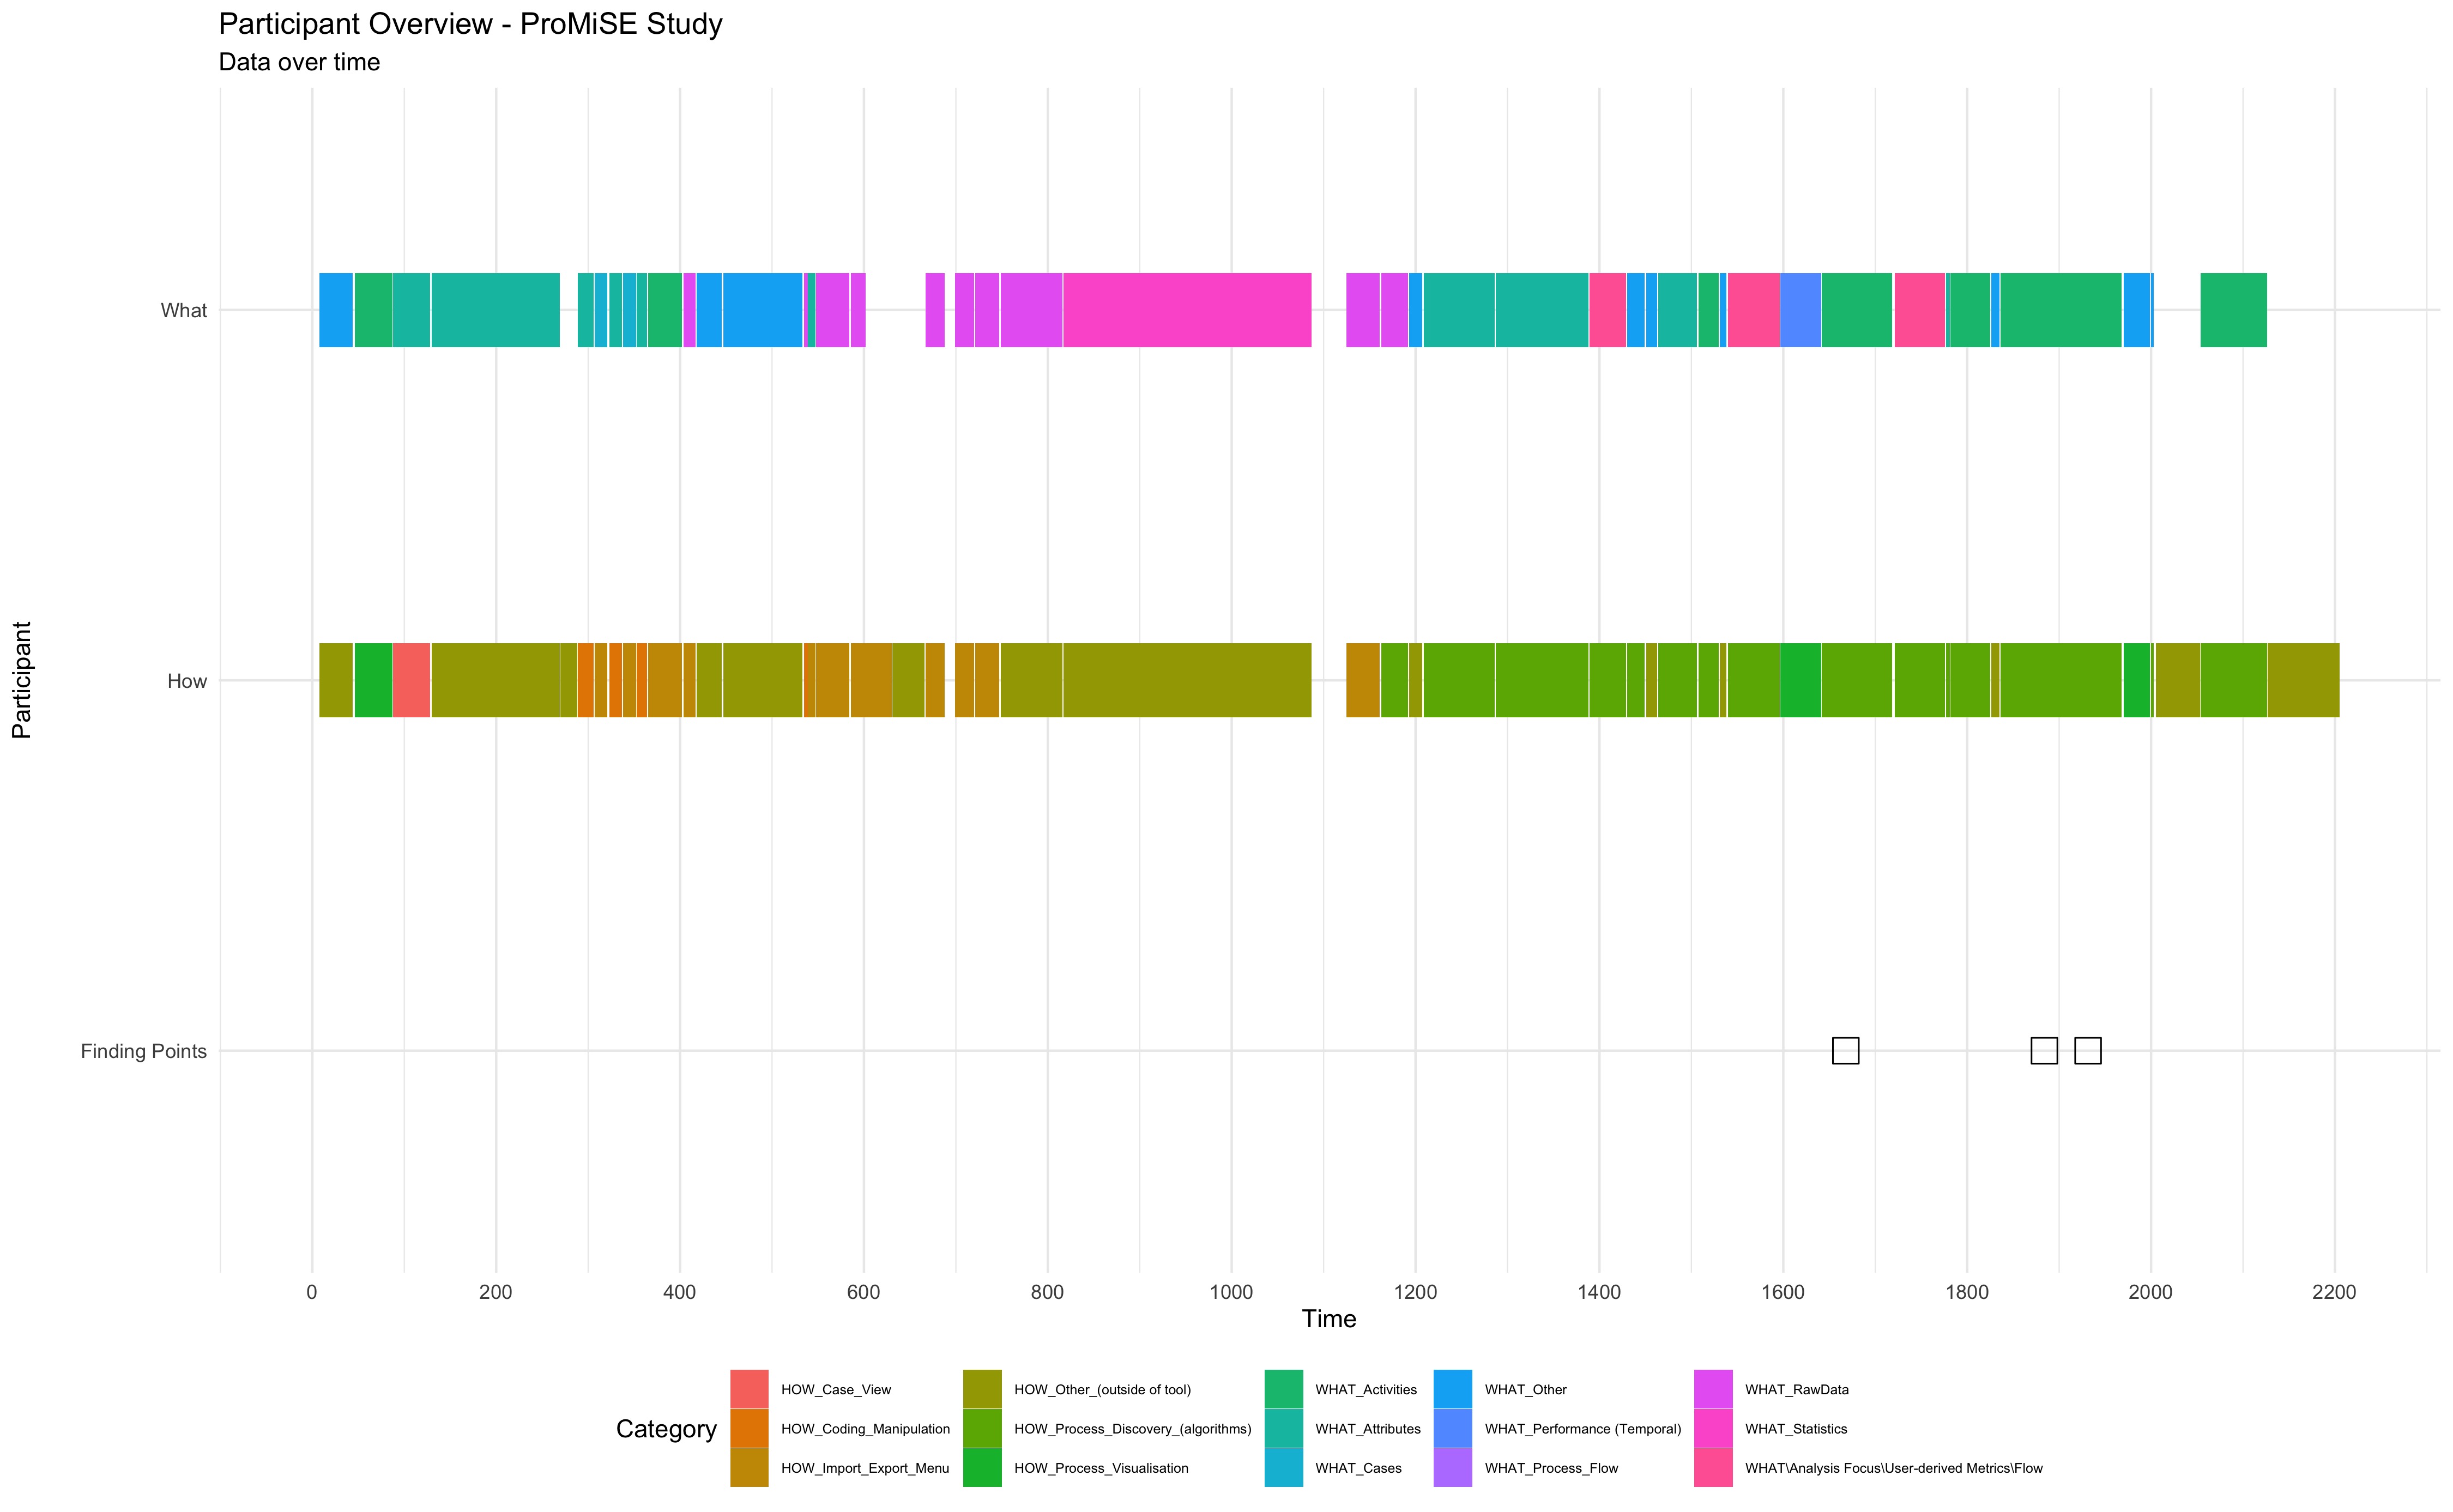 Participant Overview - ProMiSE Study
Data over time
Participant
What
How
Finding Points
0 200 400 600 800 1000 1200 1400 1600 1800 2000 2200
Time
Category
HOW_Case_View
HOW_Coding_Manipulation
HOW_Import_Export_Menu
HOW_Other_(outside of tool)
HOW_Process_Discovery_(algorithms)
HOW_Process_Visualisation
WHAT_Activities
WHAT_Attributes
WHAT_Cases
WHAT_Other
WHAT_Performance (Temporal)
WHAT_Process_Flow
WHAT_RawData
WHAT_Statistics
WHAT\Analysis Focus\User-derived Metrics\Flow